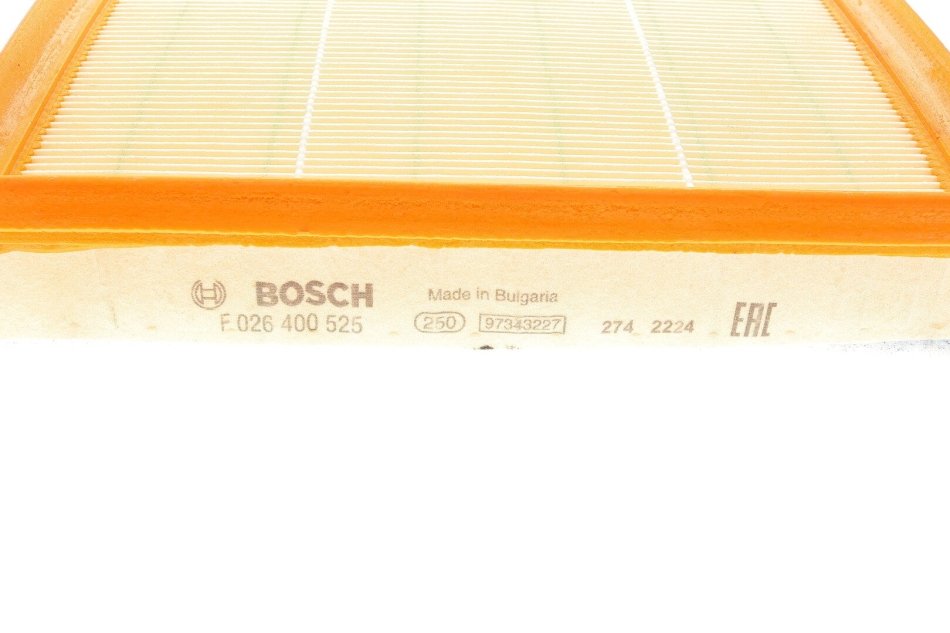 BOSCH Made in Bulgaria
F 026 400 525 250 97343227 274 2224 EAC